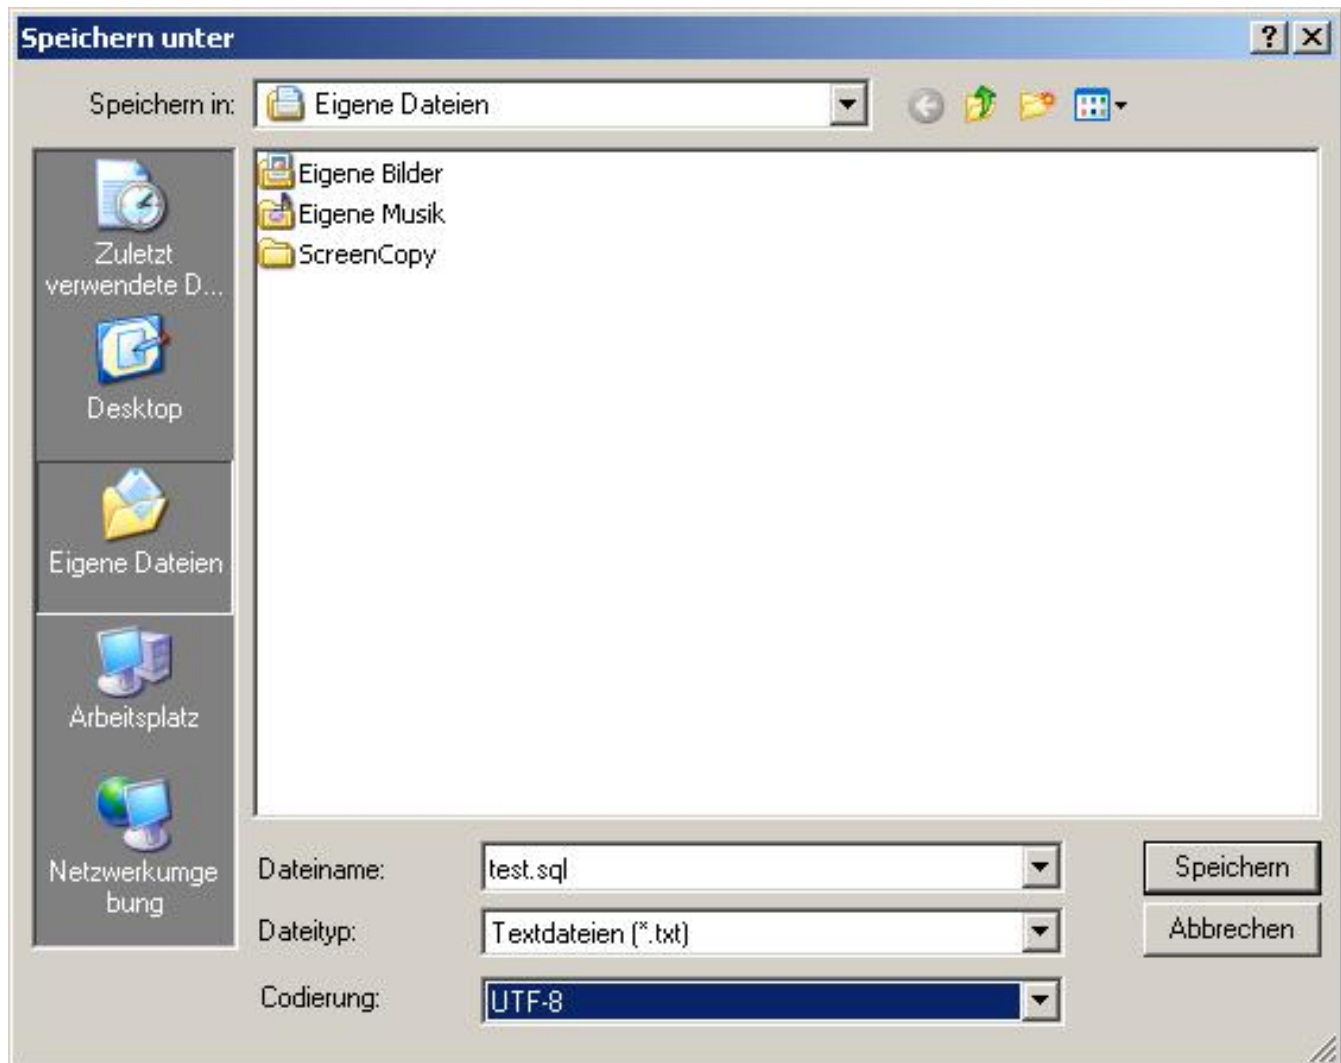 Speichern unter
Speichern in:
Eigene Dateien
Zuletzt
verwendete D...
Desktop
Eigene Dateien
Arbeitsplatz
Netzwerkumge
bung
Eigene Bilder
Eigene Musik
ScreenCopy
Dateiname:
test.sql
Speichern
Dateityp:
Textdateien (*.txt)
Abbrechen
Codierung:
UTF-8